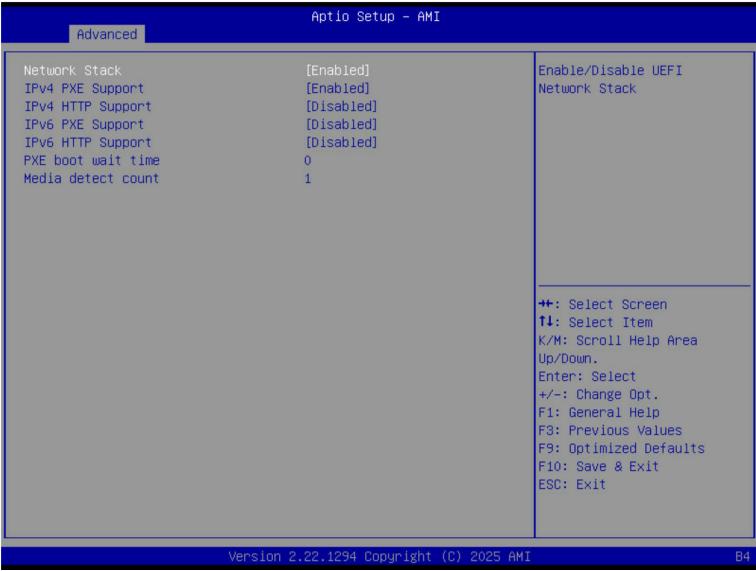 Aptio Setup – AMI
Advanced
Network Stack [Enabled]
IPv4 PXE Support [Enabled]
IPv4 HTTP Support [Disabled]
IPv6 PXE Support [Disabled]
IPv6 HTTP Support [Disabled]
PXE boot wait time 0
Media detect count 1
Enable/Disable UEFI
Network Stack
→←: Select Screen
↑↓: Select Item
K/M: Scroll Help Area
Up/Down.
Enter: Select
+/-: Change Opt.
F1: General Help
F3: Previous Values
F9: Optimized Defaults
F10: Save & Exit
ESC: Exit
Version 2.22.1294 Copyright (C) 2025 AMI
B4